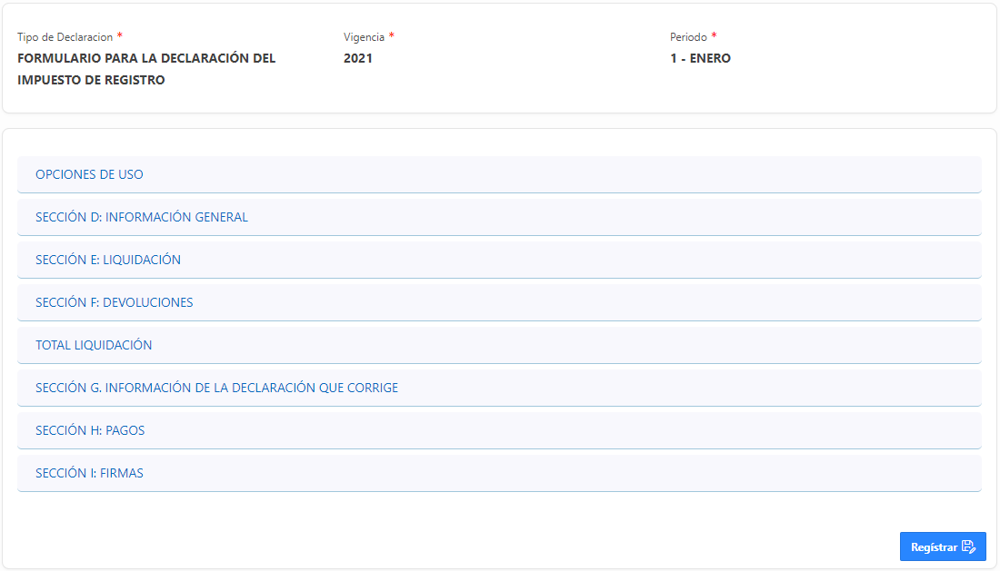 Tipo de Declaracion *
FORMULARIO PARA LA DECLARACIÓN DEL
IMPUESTO DE REGISTRO
Vigencia *
2021
Periodo *
1 - ENERO
OPCIONES DE USO
SECCIÓN D: INFORMACIÓN GENERAL
SECCIÓN E: LIQUIDACIÓN
SECCIÓN F: DEVOLUCIONES
TOTAL LIQUIDACIÓN
SECCIÓN G. INFORMACIÓN DE LA DECLARACIÓN QUE CORRIGE
SECCIÓN H: PAGOS
SECCIÓN I: FIRMAS
Regístrar